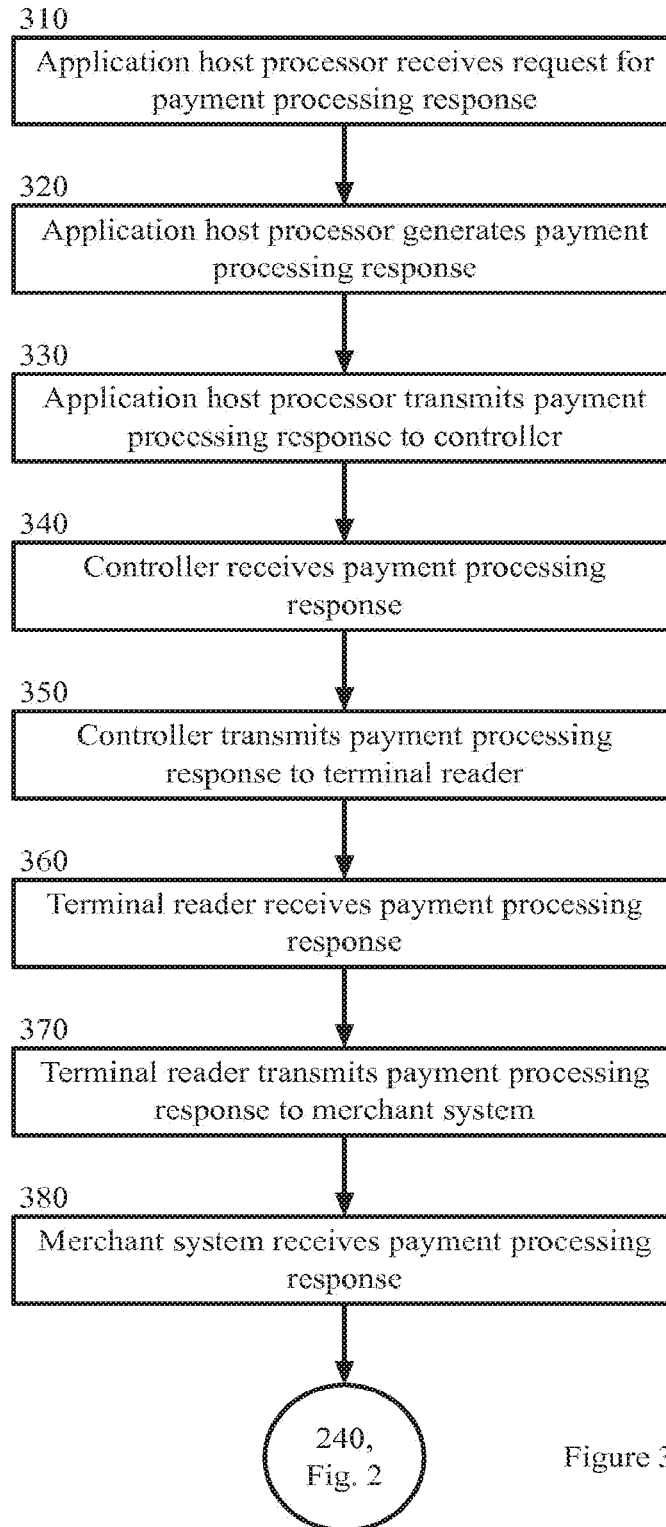 310
Application host processor receives request for
payment processing response
320
Application host processor generates payment
processing response
330
Application host processor transmits payment
processing response to controller
340
Controller receives payment processing
response
350
Controller transmits payment processing
response to terminal reader
360
Terminal reader receives payment processing
response
370
Terminal reader transmits payment processing
response to merchant system
380
Merchant system receives payment processing
response
240,
Fig. 2
Figure 3